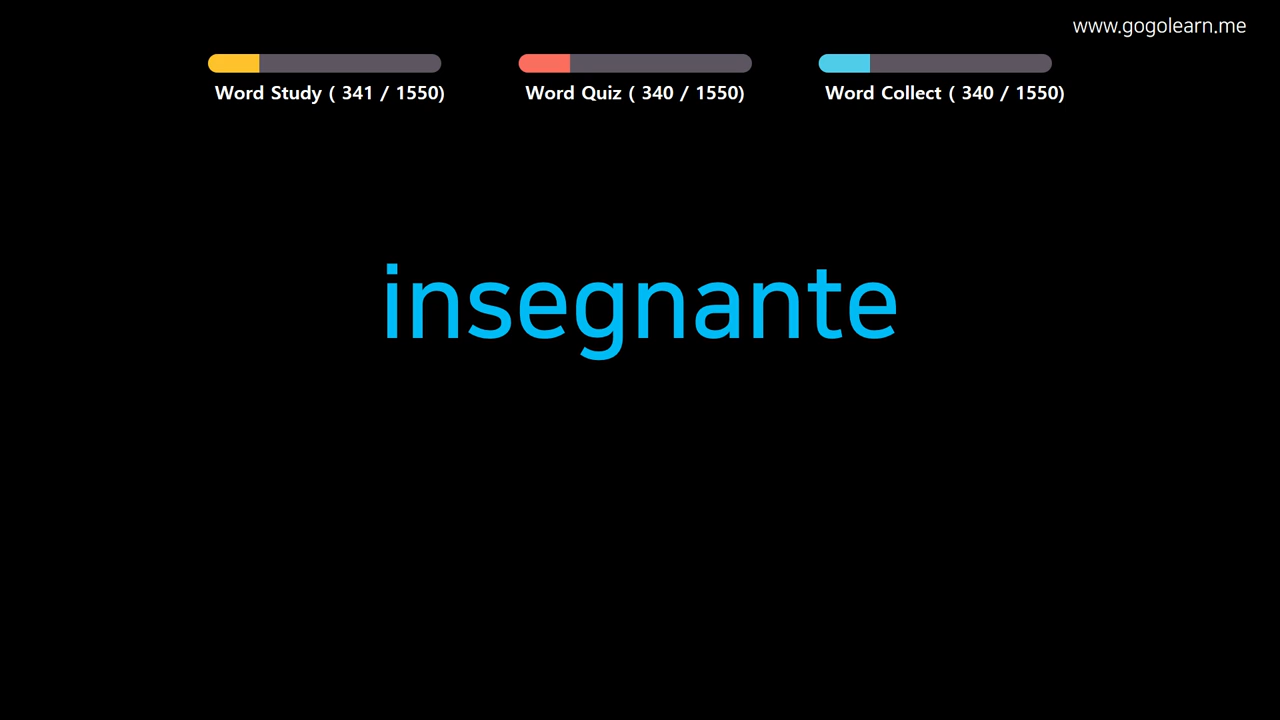 www.gogolearn.me
Word Study ( 341 / 1550)
Word Quiz ( 340 / 1550)
Word Collect ( 340 / 1550)
insegnante